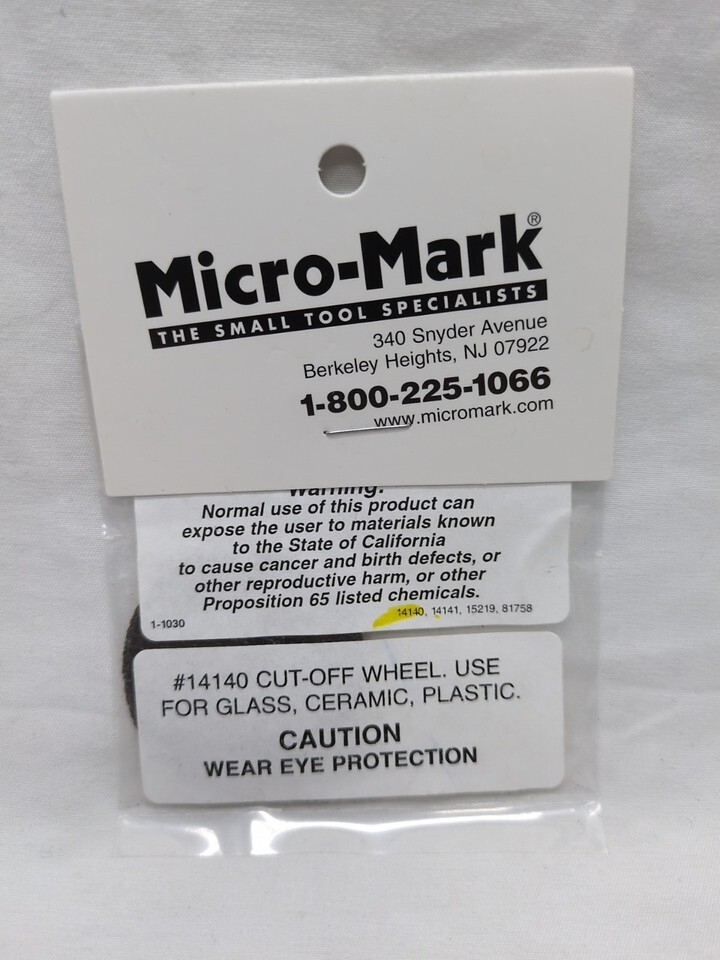 Micro-Mark®
THE SMALL TOOL SPECIALISTS
340 Snyder Avenue
Berkeley Heights, NJ 07922
1-800-225-1066
www.micromark.com
Warning:
Normal use of this product can
expose the user to materials known
to the State of California
to cause cancer and birth defects, or
other reproductive harm, or other
Proposition 65 listed chemicals.
1-1030
14140, 14141, 15219, 81758
#14140 CUT-OFF WHEEL. USE
FOR GLASS, CERAMIC, PLASTIC.
CAUTION
WEAR EYE PROTECTION